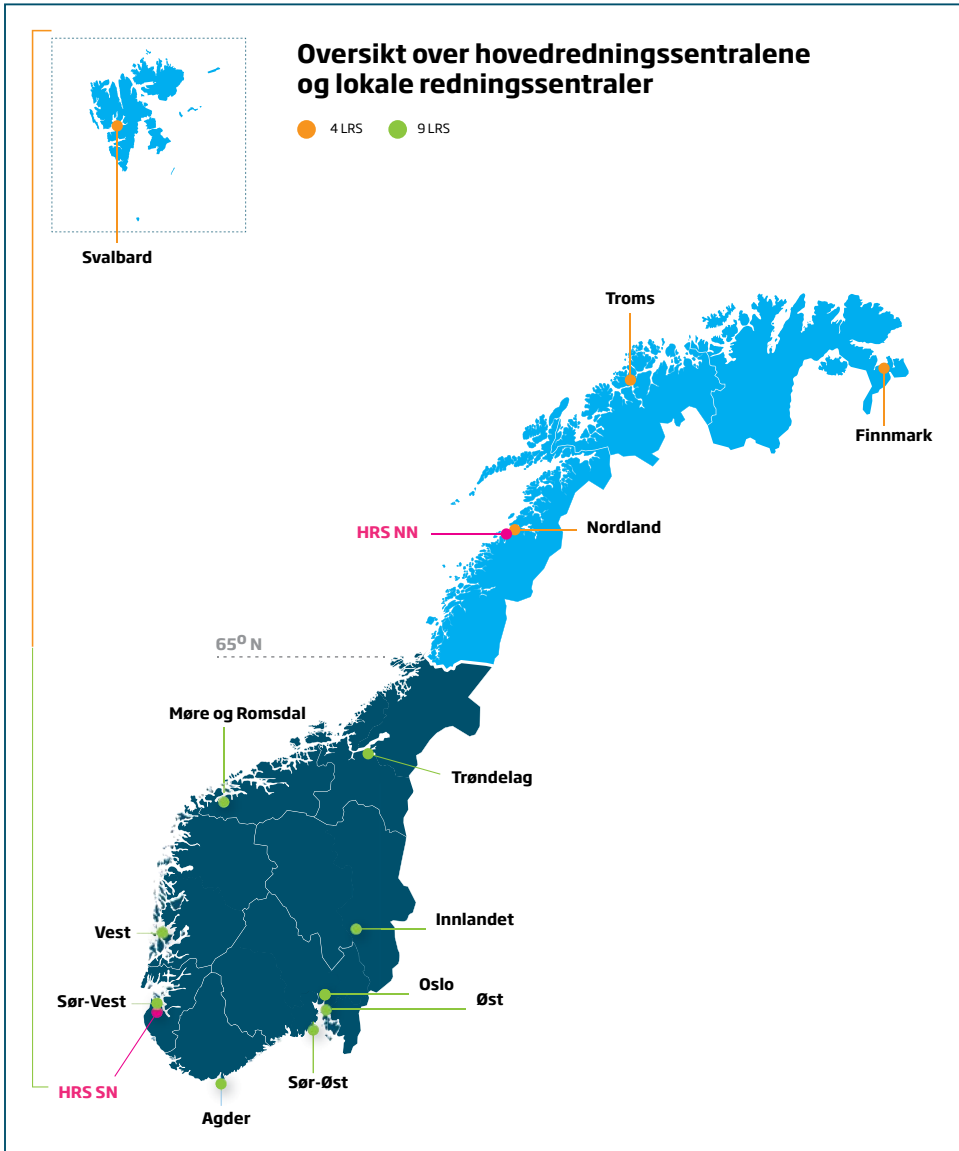 Oversikt over hovedredningssentralene
og lokale redningssentraler
4 LRS
9 LRS
Svalbard
Troms
Finnmark
HRS NN
Nordland
65⁰ N
Møre og Romsdal
Trøndelag
Innlandet
Vest
Oslo
Øst
Sør-Vest
Sør-Øst
HRS SN
Agder